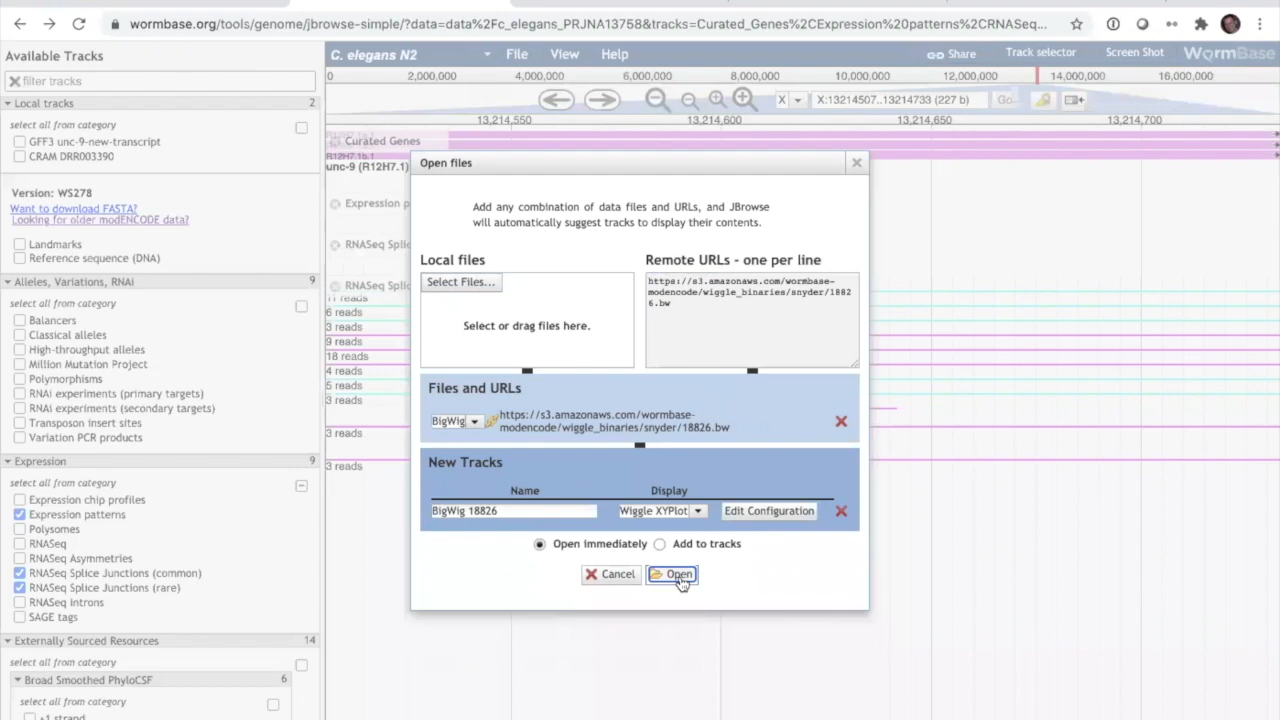 wormbase.org/tools/genome/jbrowse-simple/?data=data%2Fc_elegans_PRJNA13758&tracks=Curated_Genes%2CExpression%20patterns%2CRNASeq...
Available Tracks
filter tracks
Local tracks 2
select all from category
GFF3 unc-9-new-transcript
CRAM DRR003390
Version: WS278
Want to download FASTA?
Looking for older modENCODE data?
Landmarks
Reference sequence (DNA)
Alleles, Variations, RNAi 9
select all from category
Balancers
Classical alleles
High-throughput alleles
Million Mutation Project
Polymorphisms
RNAi experiments (primary targets)
RNAi experiments (secondary targets)
Transposon insert sites
Variation PCR products
Expression 9
select all from category
Expression chip profiles
Expression patterns
Polysomes
RNASeq
RNASeq Asymmetries
RNASeq Splice Junctions (common)
RNASeq Splice Junctions (rare)
RNASeq introns
SAGE tags
Externally Sourced Resources 14
select all from category
Broad Smoothed PhyloCSF 6
select all from category
+1 strand
C. elegans N2 File View Help Share Track selector Screen Shot WormBase
0 2,000,000 4,000,000 6,000,000 8,000,000 10,000,000 12,000,000 14,000,000 16,000,000
X X:13214507..13214733 (227 b) Go
13,214,550 13,214,600 13,214,650 13,214,700
Curated Genes
R12H7.1b.1
unc-9 (R12H7.1)
Expression p
RNASeq Splic
RNASeq Splic
11 reads
6 reads
3 reads
9 reads
18 reads
4 reads
5 reads
3 reads
3 reads
3 reads
Open files
Add any combination of data files and URLs, and JBrowse
will automatically suggest tracks to display their contents.
Local files
Select Files...
Select or drag files here.
Remote URLs - one per line
https://s3.amazonaws.com/wormbase-
modencode/wiggle_binaries/snyder/1882
6.bw
Files and URLs
BigWig https://s3.amazonaws.com/wormbase-
modencode/wiggle_binaries/snyder/18826.bw
New Tracks
Name Display
BigWig 18826 Wiggle XYPlot Edit Configuration
Open immediately Add to tracks
Cancel Open